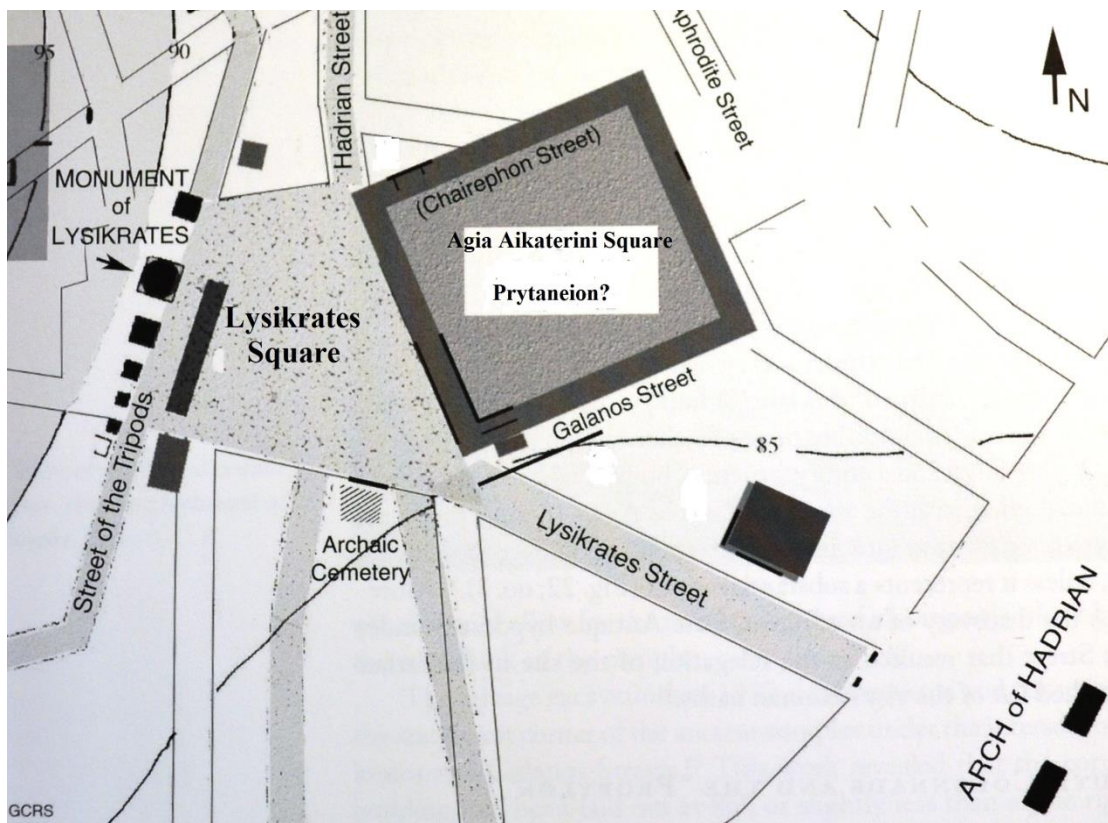 95
90
Hadrian Street
Aphrodite Street
N
MONUMENT
of
LYSIKRATES
(Chairephon Street)
Agia Aikaterini Square
Prytaneion?
Lysikrates
Square
Galanos Street
85
Street of the Tripods
Archaic
Cemetery
Lysikrates Street
ARCH of HADRIAN
GCRS